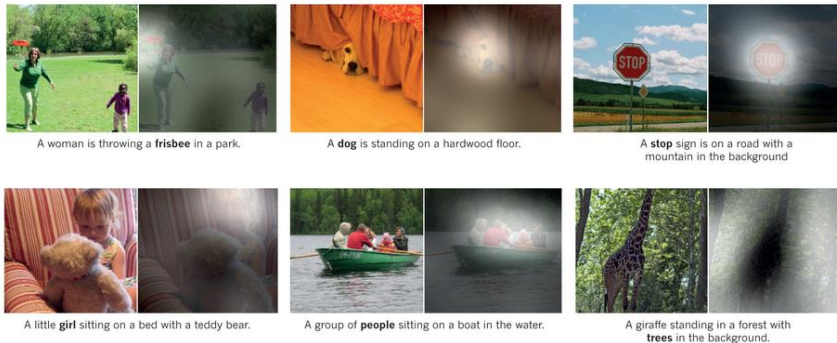 STOP
STOP
A woman is throwing a frisbee in a park.
A dog is standing on a hardwood floor.
A stop sign is on a road with a
mountain in the background
A little girl sitting on a bed with a teddy bear.
A group of people sitting on a boat in the water.
A giraffe standing in a forest with
trees in the background.